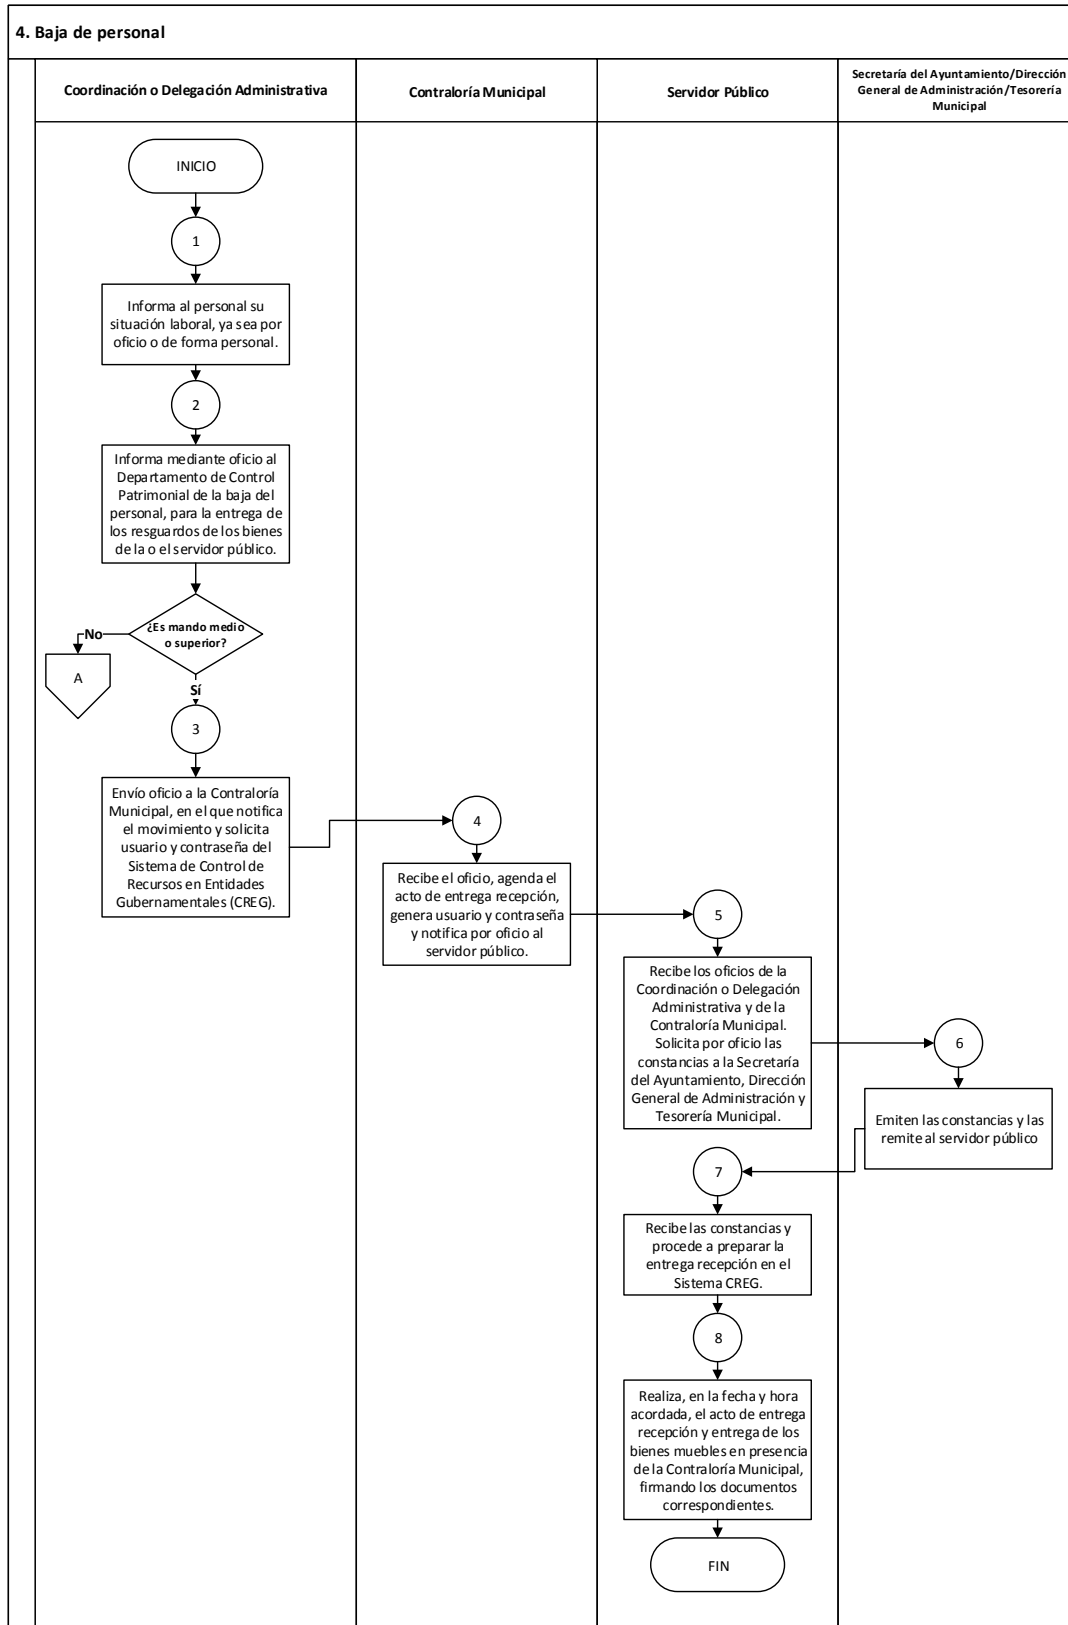 4. Baja de personal
Coordinación o Delegación Administrativa
Contraloría Municipal
Servidor Público
Secretaría del Ayuntamiento/Dirección
General de Administración/Tesorería
Municipal
INICIO
1
Informa al personal su
situación laboral, ya sea por
oficio o de forma personal.
2
Informa mediante oficio al
Departamento de Control
Patrimonial de la baja del
personal, para la entrega de
los resguardos de los bienes
de la o el servidor público.
¿Es mando medio
o superior?
No
A
Sí
3
Envío oficio a la Contraloría
Municipal, en el que notifica
el movimiento y solicita
usuario y contraseña del
Sistema de Control de
Recursos en Entidades
Gubernamentales (CREG).
4
Recibe el oficio, agenda el
acto de entrega recepción,
genera usuario y contraseña
y notifica por oficio al
servidor público.
5
Recibe los oficios de la
Coordinación o Delegación
Administrativa y de la
Contraloría Municipal.
Solicita por oficio las
constancias a la Secretaría
del Ayuntamiento, Dirección
General de Administración y
Tesorería Municipal.
6
Emiten las constancias y las
remite al servidor público
7
Recibe las constancias y
procede a preparar la
entrega recepción en el
Sistema CREG.
8
Realiza, en la fecha y hora
acordada, el acto de entrega
recepción y entrega de los
bienes muebles en presencia
de la Contraloría Municipal,
firmando los documentos
correspondientes.
FIN